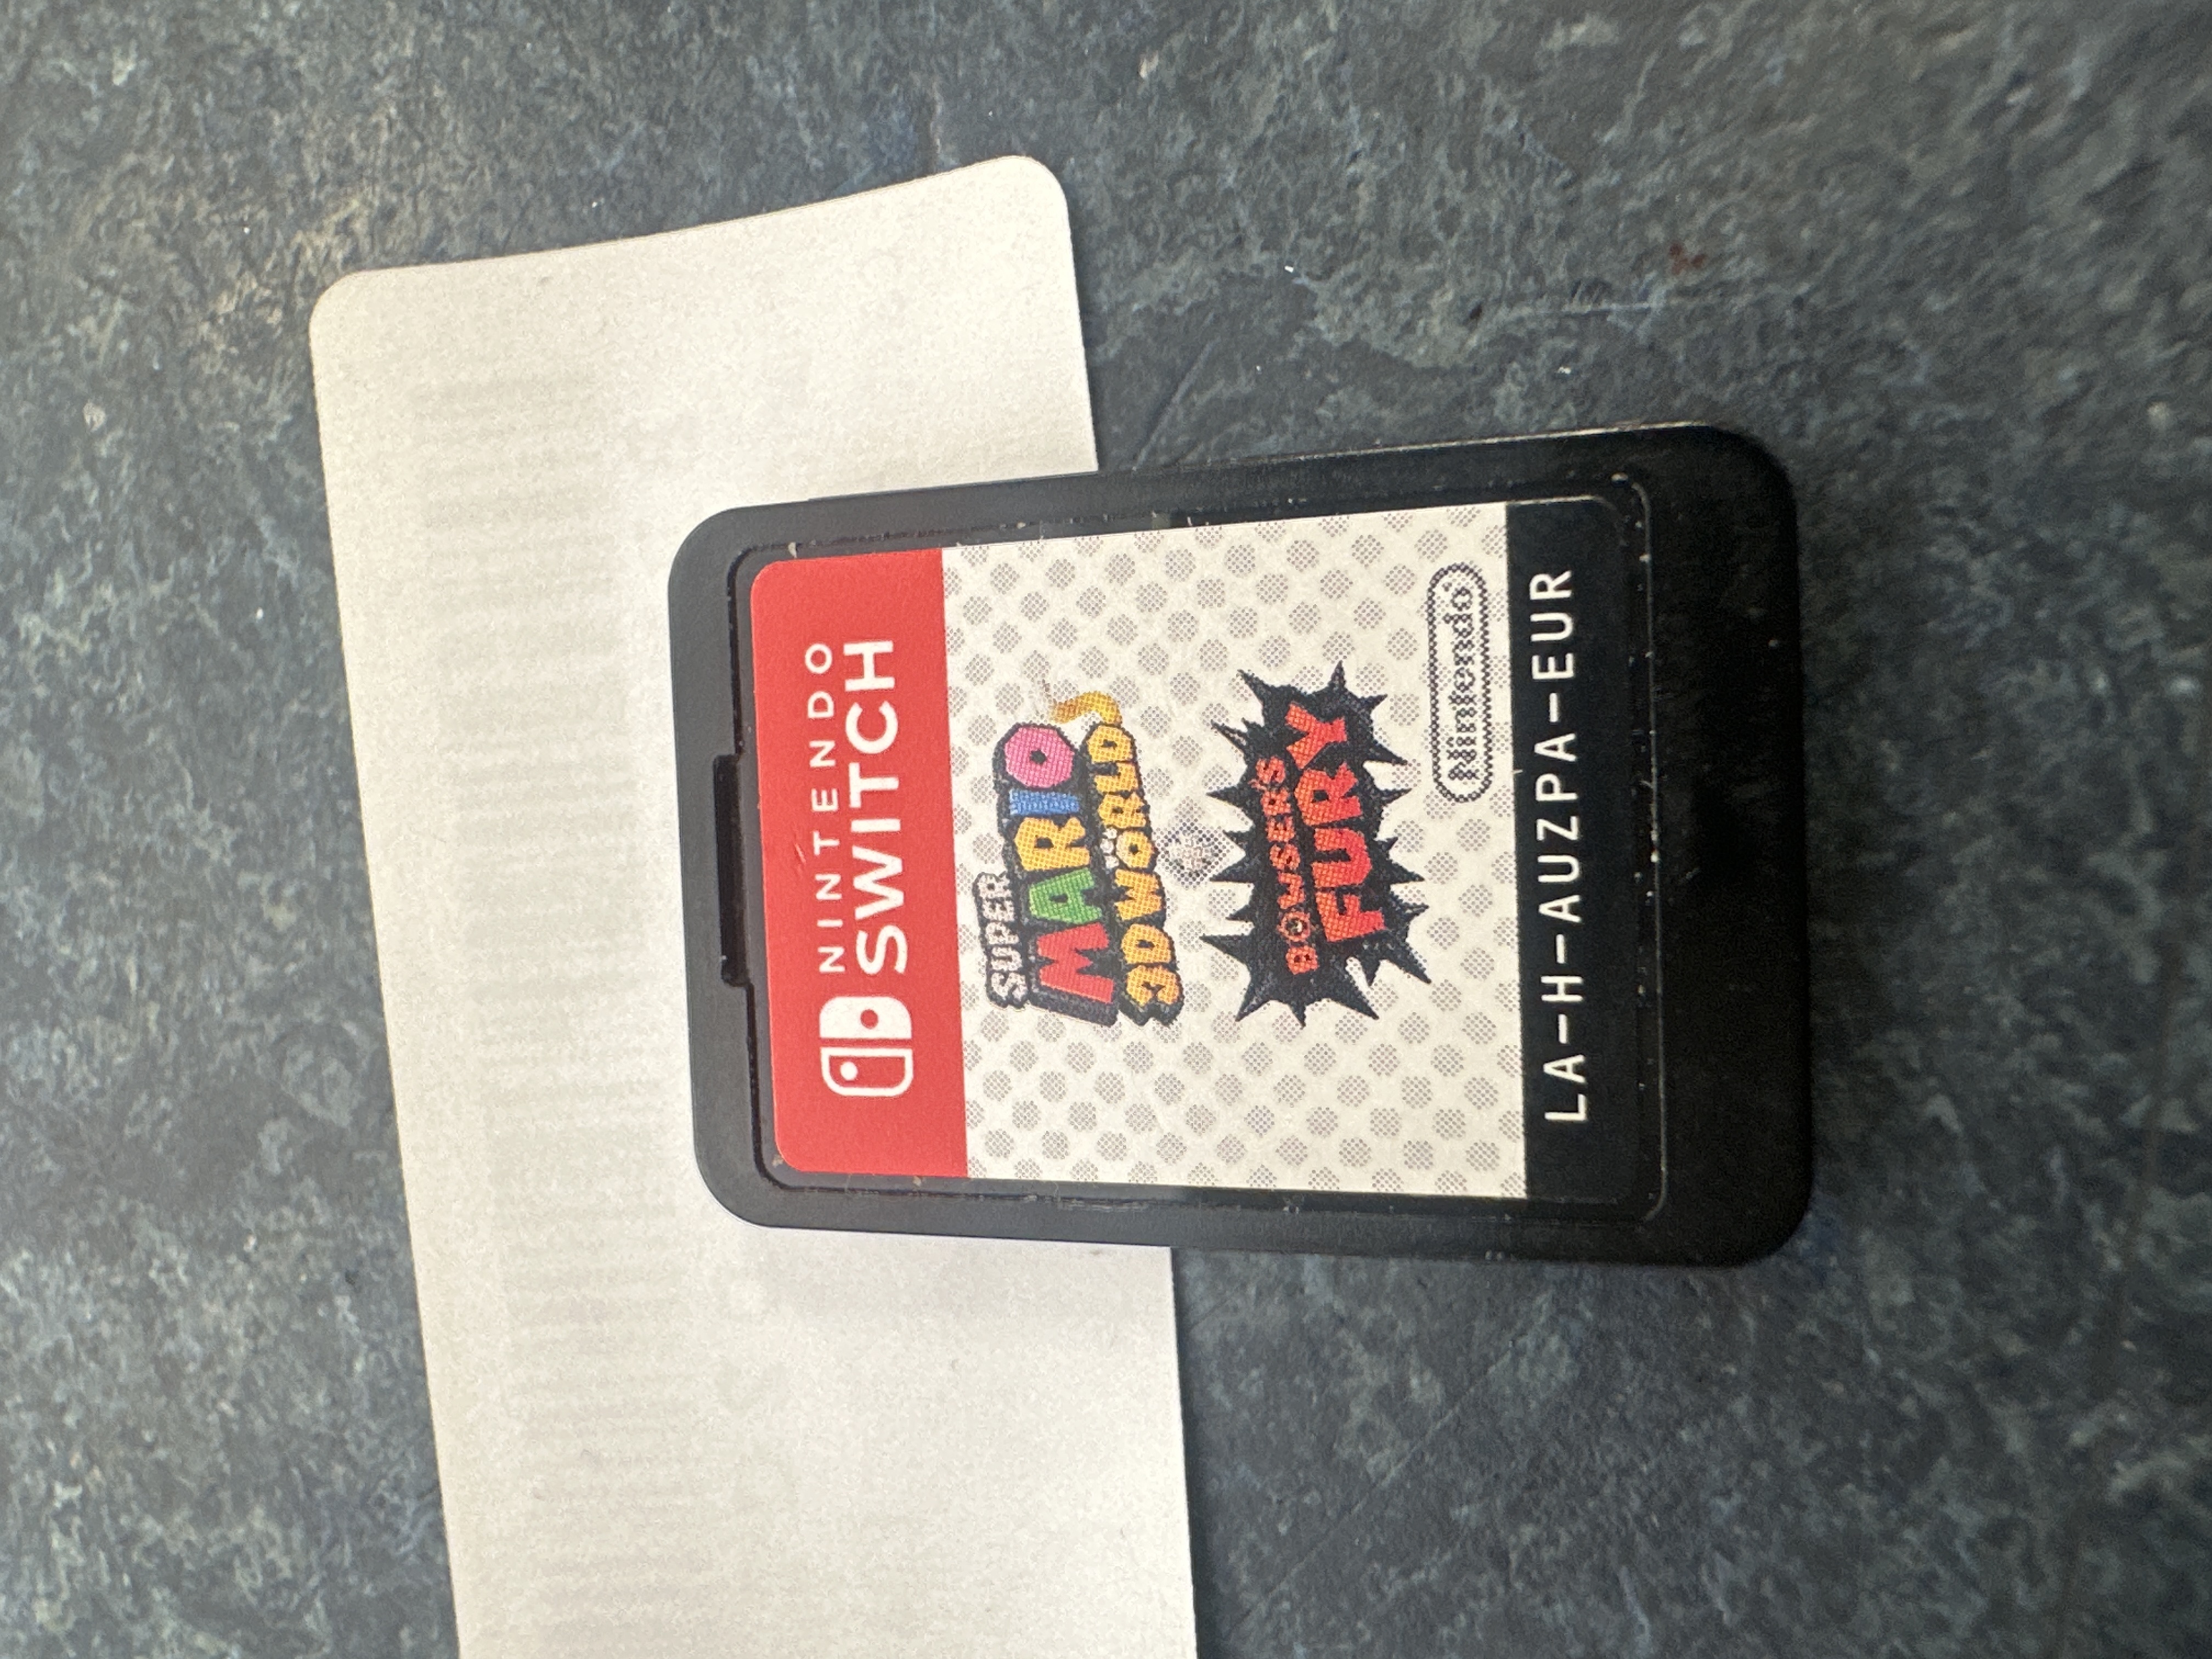 NINTENDO
SWITCH
SUPER
MARIO
3D WORLD
BOWSER'S
FURY
Nintendo
LA-H-AUZPA-EUR